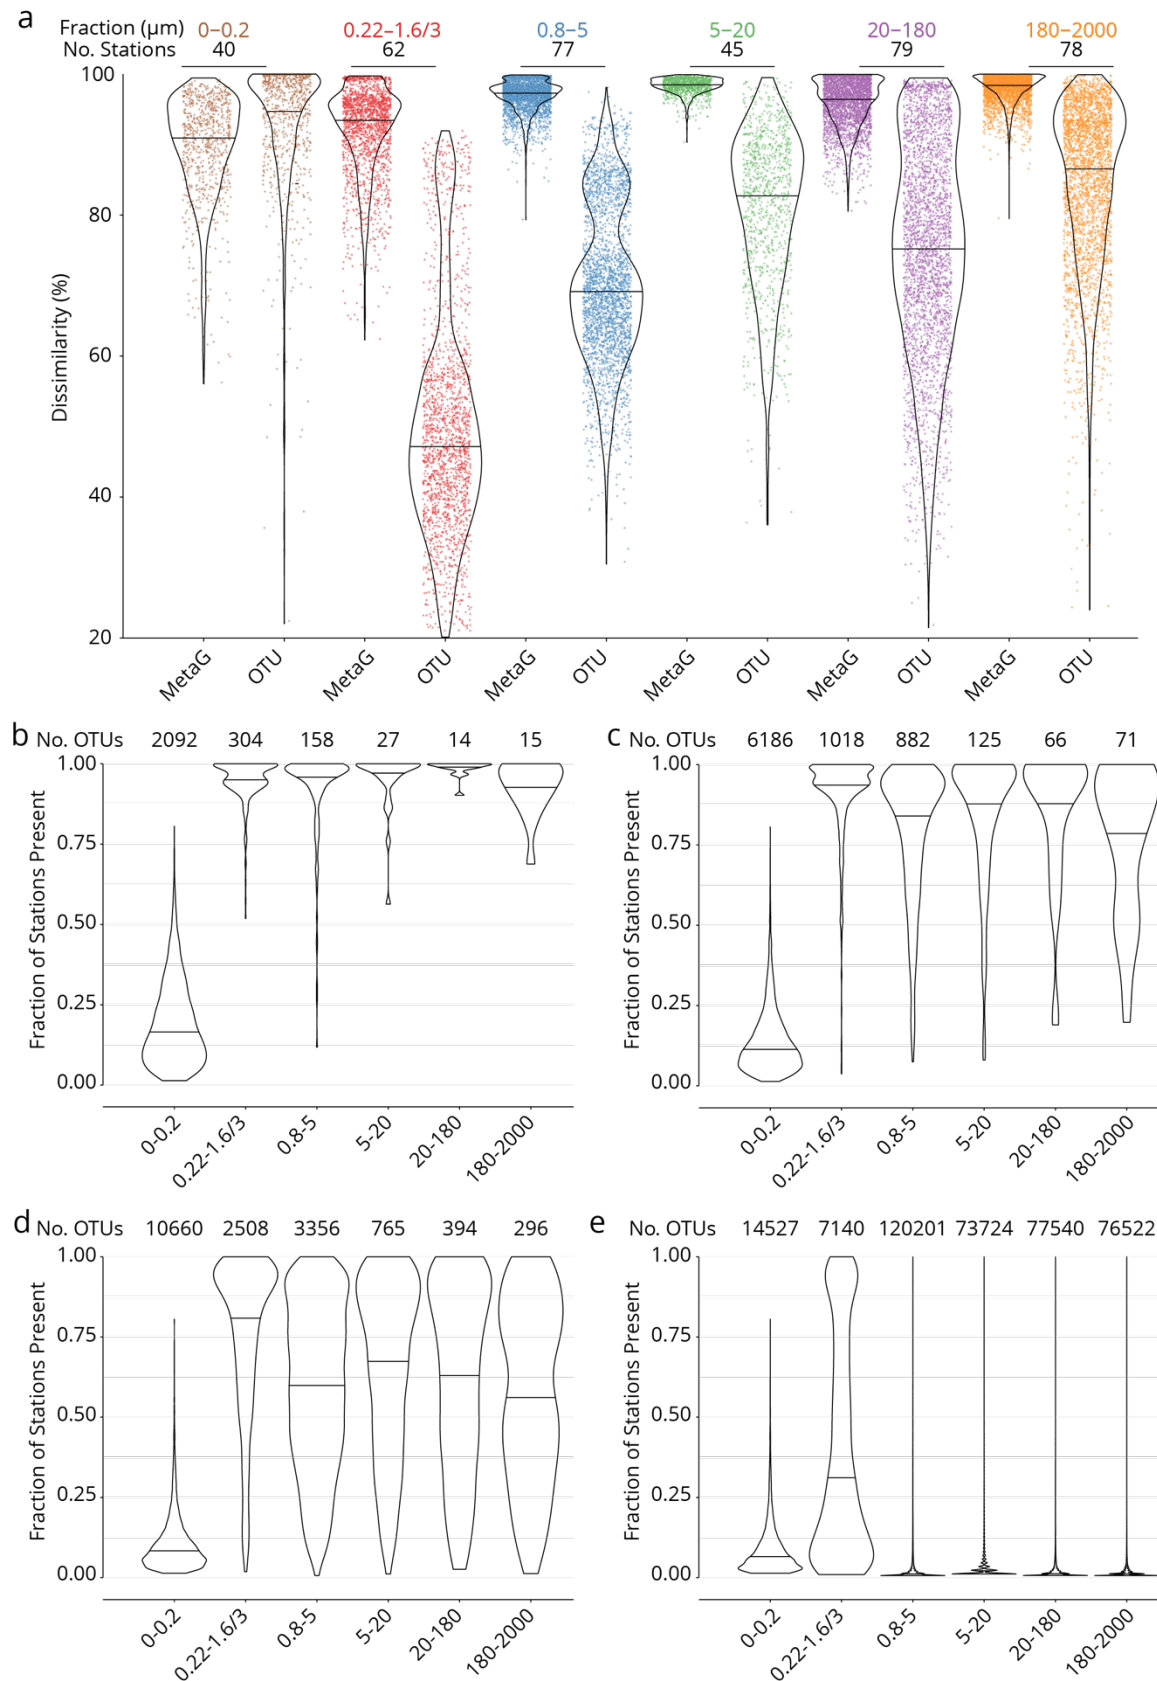 a
Fraction (µm) 0−0.2 0.22−1.6/3 0.8−5 5−20 20−180 180−2000
No. Stations 40 62 77 45 79 78
100
80
60
40
20
Dissimilarity (%)
MetaG OTU MetaG OTU MetaG OTU MetaG OTU MetaG OTU MetaG OTU
b No. OTUs 2092 304 158 27 14 15
1.00
0.75
0.50
0.25
0.00
Fraction of Stations Present
0-0.2 0.22-1.6/3 0.8-5 5-20 20-180 180-2000
c No. OTUs 6186 1018 882 125 66 71
1.00
0.75
0.50
0.25
0.00
Fraction of Stations Present
0-0.2 0.22-1.6/3 0.8-5 5-20 20-180 180-2000
d No. OTUs 10660 2508 3356 765 394 296
1.00
0.75
0.50
0.25
0.00
Fraction of Stations Present
0-0.2 0.22-1.6/3 0.8-5 5-20 20-180 180-2000
e No. OTUs 14527 7140 120201 73724 77540 76522
1.00
0.75
0.50
0.25
0.00
Fraction of Stations Present
0-0.2 0.22-1.6/3 0.8-5 5-20 20-180 180-2000